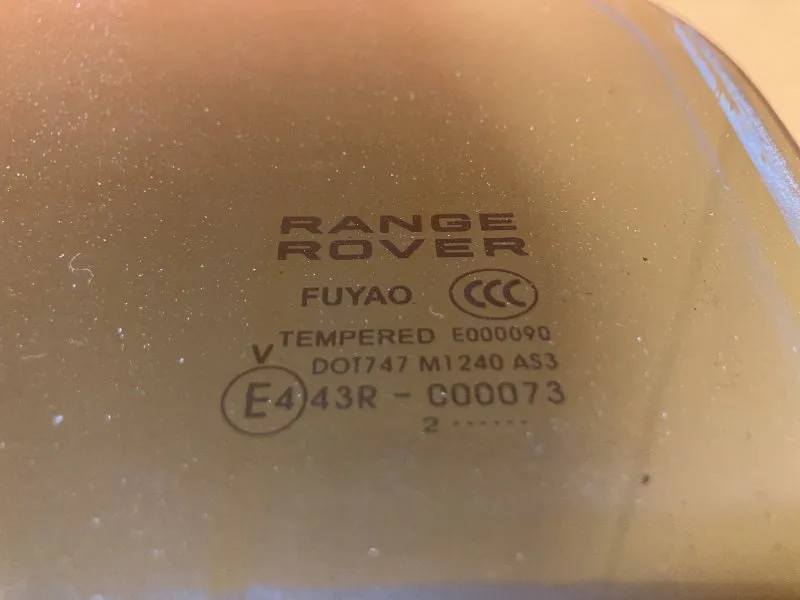 RANGE
ROVER
FUYAO CCC
TEMPERED E000090
V
DOT747 M1240 AS3
E4 43R - C00073
2 ......